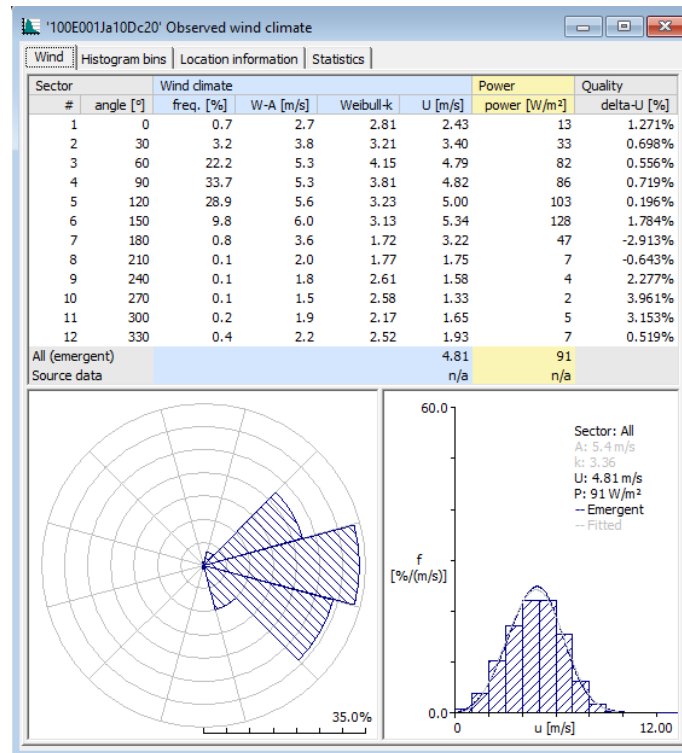 '100E001Ja10Dc20' Observed wind climate
Wind Histogram bins Location information Statistics
Sector Wind climate Power Quality
# angle [º] freq. [%] W-A [m/s] Weibull-k U [m/s] power [W/m²] delta-U [%]
1 0 0.7 2.7 2.81 2.43 13 1.271%
2 30 3.2 3.8 3.21 3.40 33 0.698%
3 60 22.2 5.3 4.15 4.79 82 0.556%
4 90 33.7 5.3 3.81 4.82 86 0.719%
5 120 28.9 5.6 3.23 5.00 103 0.196%
6 150 9.8 6.0 3.13 5.34 128 1.784%
7 180 0.8 3.6 1.72 3.22 47 -2.913%
8 210 0.1 2.0 1.77 1.75 7 -0.643%
9 240 0.1 1.8 2.61 1.58 4 2.277%
10 270 0.1 1.5 2.58 1.33 2 3.961%
11 300 0.2 1.9 2.17 1.65 5 3.153%
12 330 0.4 2.2 2.52 1.93 7 0.519%
All (emergent) 4.81 91
Source data n/a n/a
35.0%
60.0
Sector: All
A: 5.4 m/s
k: 3.36
U: 4.81 m/s
P: 91 W/m²
-- Emergent
-- Fitted
f
[%/(m/s)]
0.0
0 u [m/s] 12.00